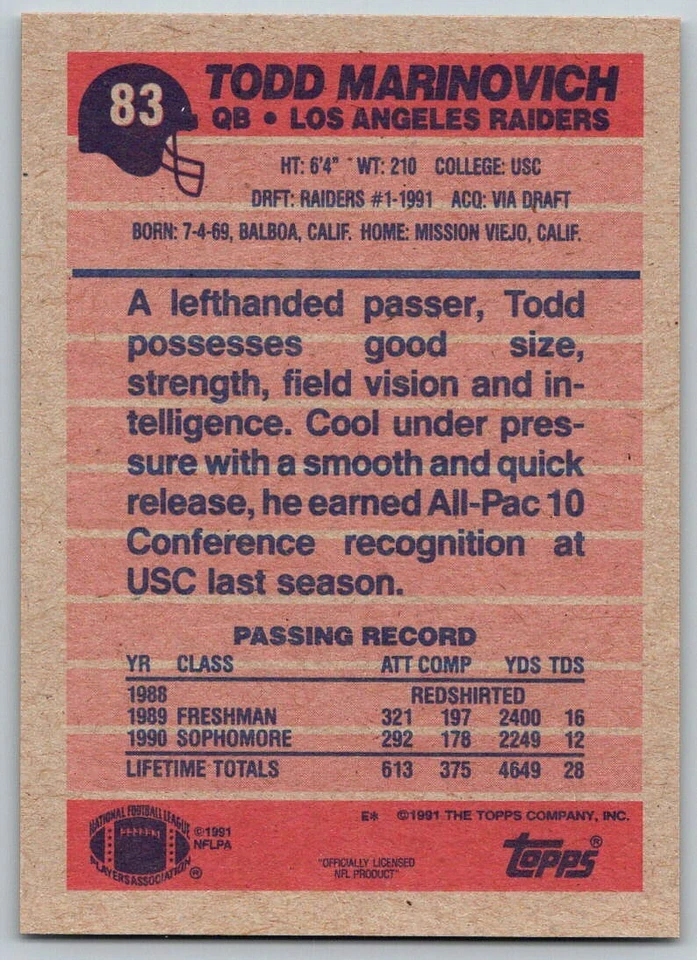 83
TODD MARINOVICH
QB • LOS ANGELES RAIDERS
HT: 6'4" WT: 210 COLLEGE: USC
DRFT: RAIDERS #1-1991 ACQ: VIA DRAFT
BORN: 7-4-69, BALBOA, CALIF. HOME: MISSION VIEJO, CALIF.
A lefthanded passer, Todd
possesses good size,
strength, field vision and in-
telligence. Cool under pres-
sure with a smooth and quick
release, he earned All-Pac 10
Conference recognition at
USC last season.
PASSING RECORD
YR CLASS ATT COMP YDS TDS
1988 REDSHIRTED
1989 FRESHMAN 321 197 2400 16
1990 SOPHOMORE 292 178 2249 12
LIFETIME TOTALS 613 375 4649 28
E* ©1991 THE TOPPS COMPANY, INC.
NATIONAL FOOTBALL LEAGUE
PLAYERS ASSOCIATION ®
©1991
NFLPA
"OFFICIALLY LICENSED
NFL PRODUCT"
topps®